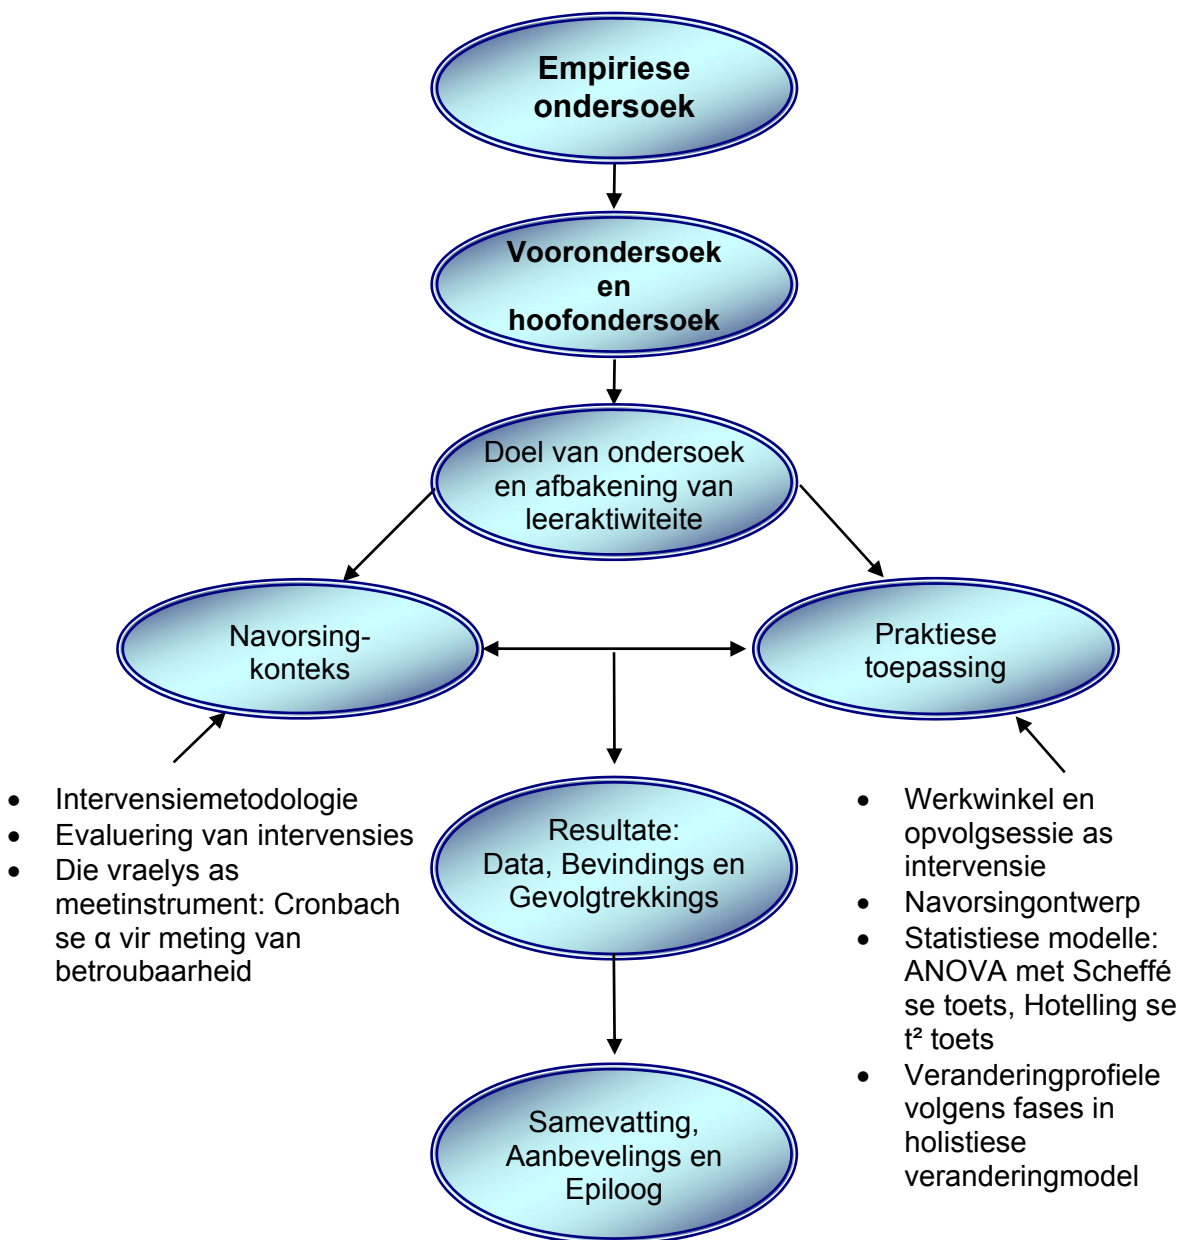 Empiriese
ondersoek
Voorondersoek
en
hoofondersoek
Doel van ondersoek
en afbakening van
leeraktiwiteite
Navorsing-
konteks
Praktiese
toepassing
• Intervensiemetodologie
• Evaluering van intervensies
• Die vraelys as
meetinstrument: Cronbach
se α vir meting van
betroubaarheid
Resultate:
Data, Bevindings en
Gevolgtrekkings
• Werkwinkel en
opvolgsessie as
intervensie
• Navorsingontwerp
• Statistiese modelle:
ANOVA met Scheffé
se toets, Hotelling se
t² toets
• Veranderingprofiele
volgens fases in
holistiese
veranderingmodel
Samevatting,
Aanbevelings en
Epiloog